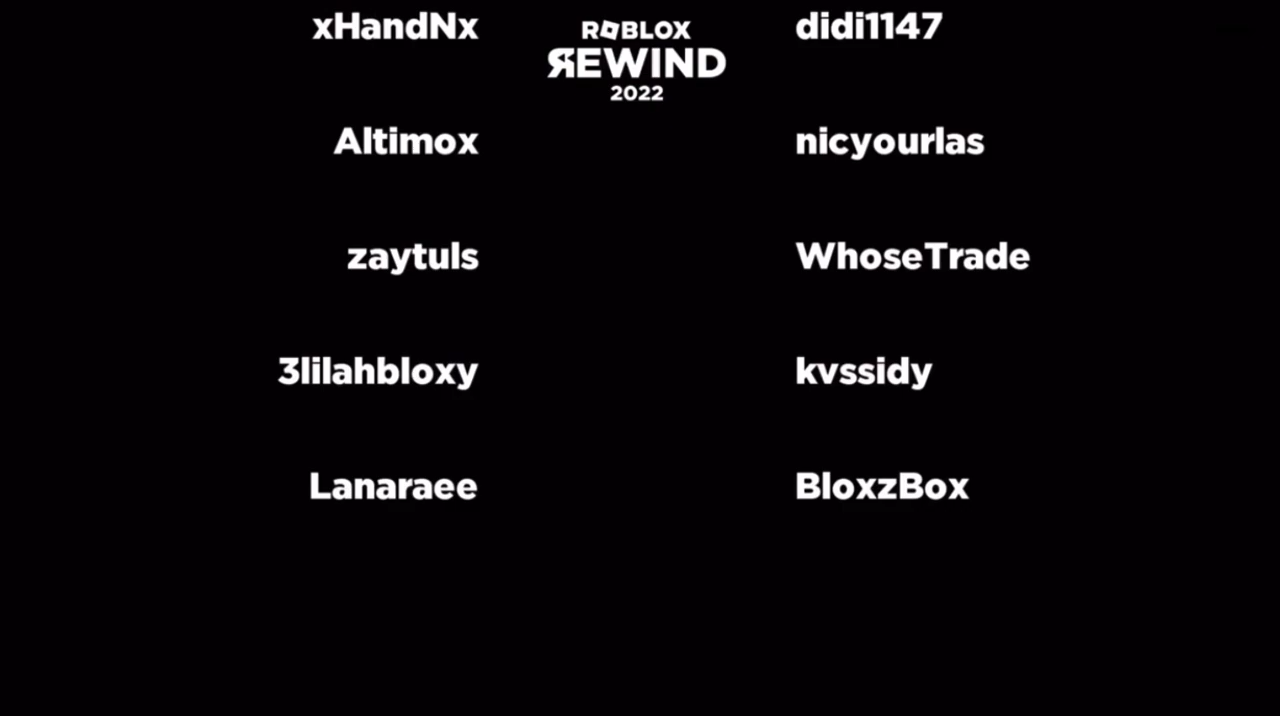 xHandNx
ROBLOX
REWIND
2022
didi1147
Altimox
nicyourlas
zaytuls
WhoseTrade
3lilahbloxy
kvssidy
Lanaraee
BloxzBox